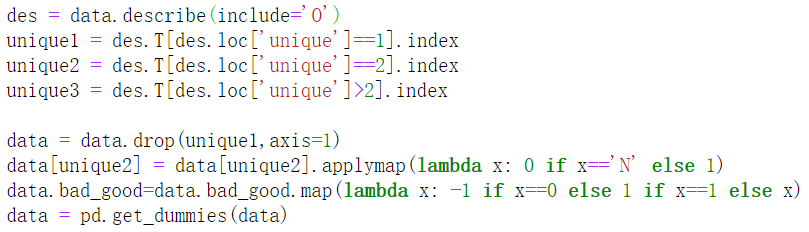 des = data.describe(include='O')
unique1 = des.T[des.loc['unique']==1].index
unique2 = des.T[des.loc['unique']==2].index
unique3 = des.T[des.loc['unique']>2].index
data = data.drop(unique1,axis=1)
data[unique2] = data[unique2].applymap(lambda x: 0 if x=='N' else 1)
data.bad_good=data.bad_good.map(lambda x: -1 if x==0 else 1 if x==1 else x)
data = pd.get_dummies(data)